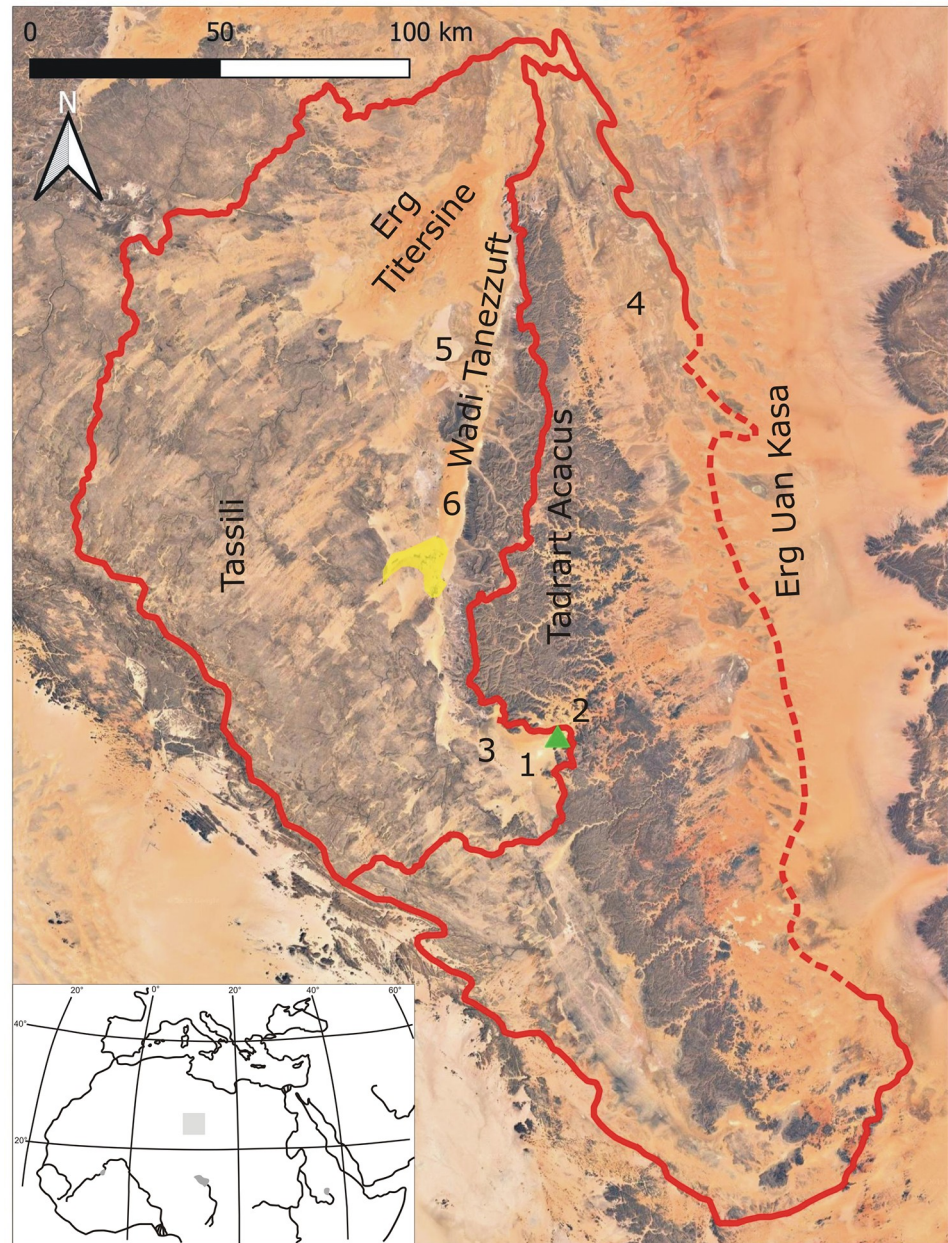 0 50 100 km
N
Erg
Titersine
Wadi Tanezzuft
4
5
Tadrart Acacus
Erg Uan Kasa
6
Tassili
2
3
1
20° 0° 20° 40° 60°
40°
20°